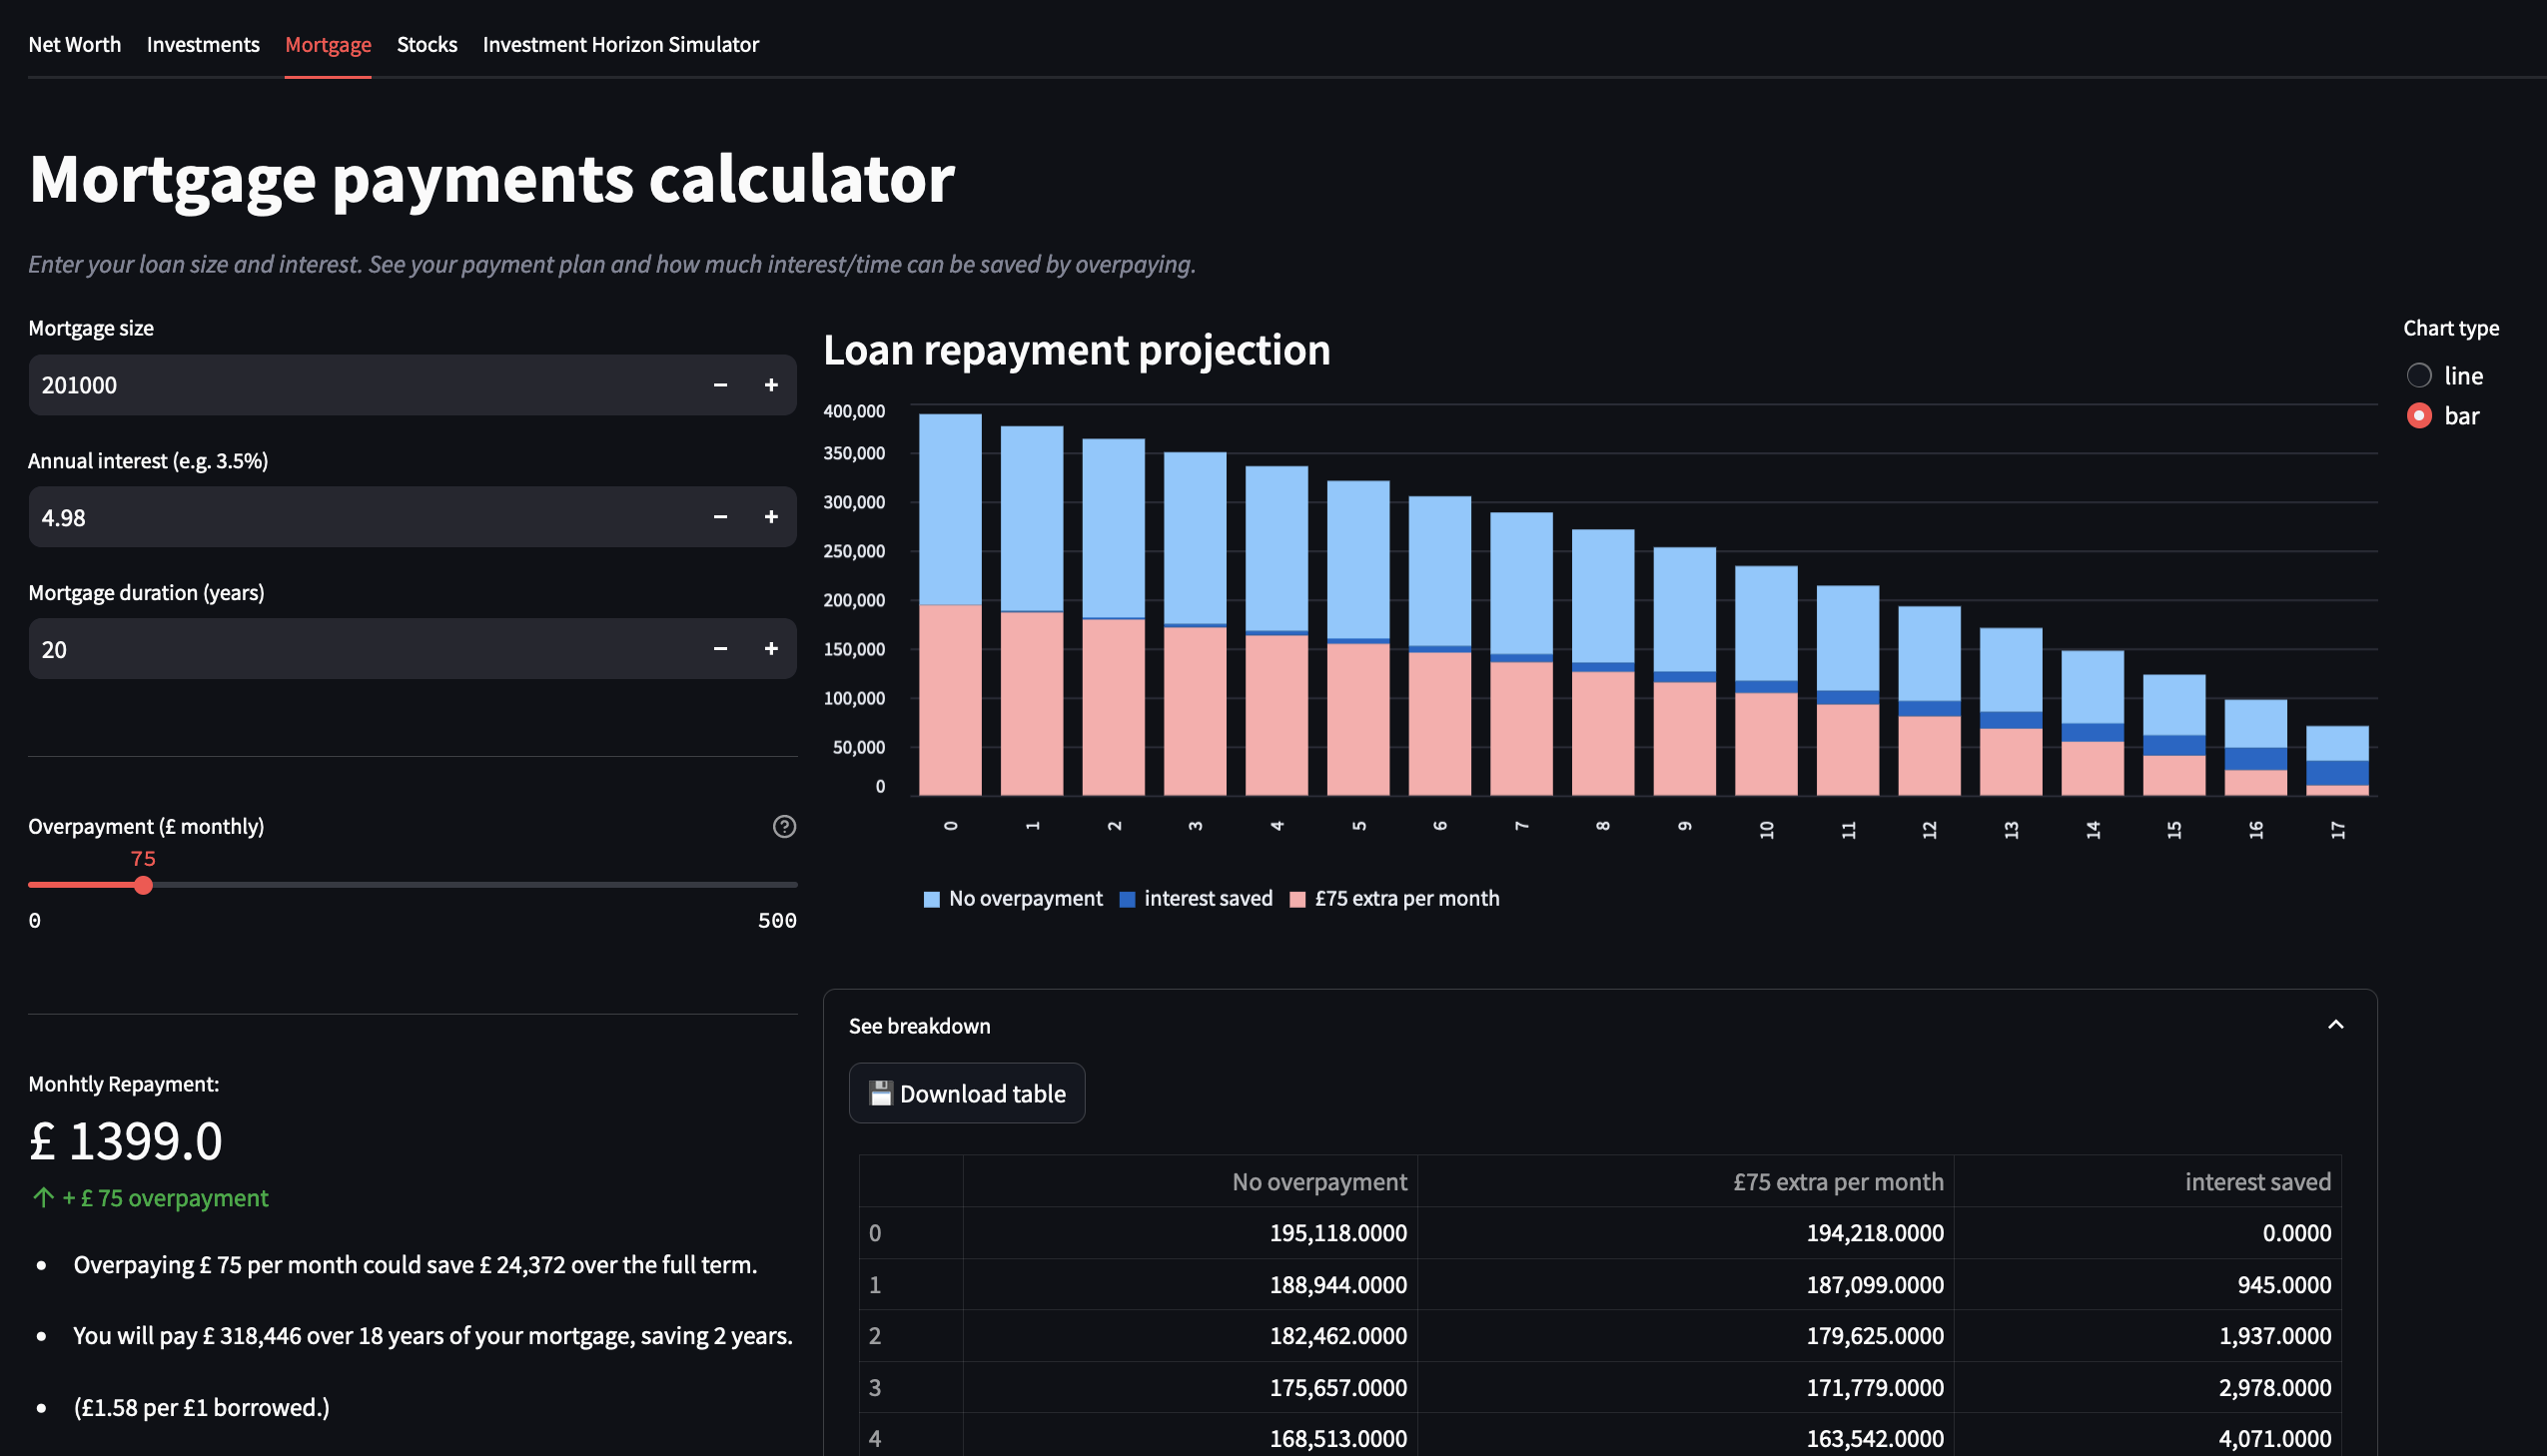 Net Worth Investments Mortgage Stocks Investment Horizon Simulator
Mortgage payments calculator
Enter your loan size and interest. See your payment plan and how much interest/time can be saved by overpaying.
Mortgage size
201000
− +
Annual interest (e.g. 3.5%)
4.98
− +
Mortgage duration (years)
20
− +
Overpayment (£ monthly)
?
75
0 500
Monhtly Repayment:
£ 1399.0
↑ + £ 75 overpayment
• Overpaying £ 75 per month could save £ 24,372 over the full term.
• You will pay £ 318,446 over 18 years of your mortgage, saving 2 years.
• (£1.58 per £1 borrowed.)
Loan repayment projection
400,000
350,000
300,000
250,000
200,000
150,000
100,000
50,000
0
0 1 2 3 4 5 6 7 8 9 10 11 12 13 14 15 16 17
No overpayment interest saved £75 extra per month
Chart type
line
bar
See breakdown
💾 Download table
No overpayment £75 extra per month interest saved
0 195,118.0000 194,218.0000 0.0000
1 188,944.0000 187,099.0000 945.0000
2 182,462.0000 179,625.0000 1,937.0000
3 175,657.0000 171,779.0000 2,978.0000
4 168,513.0000 163,542.0000 4,071.0000